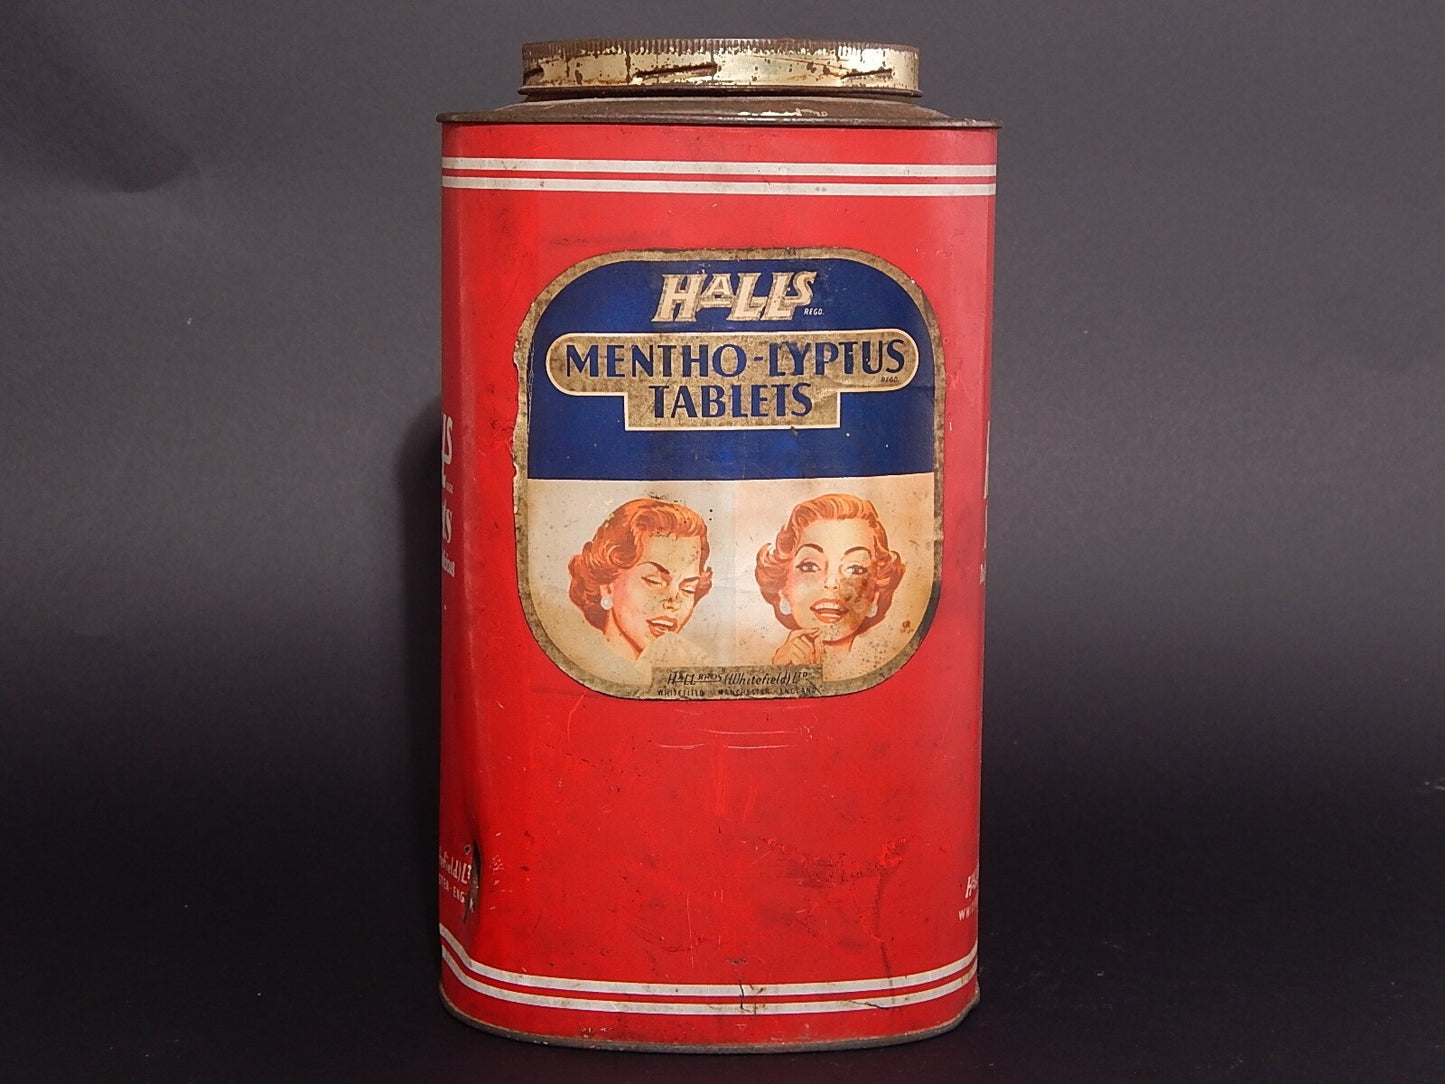 HALLS
REGD.
MENTHO-LYPTUS
REGD.
TABLETS
HALL BROS (Whitefield) LTD
WHITEFIELD · MANCHESTER · ENGLAND